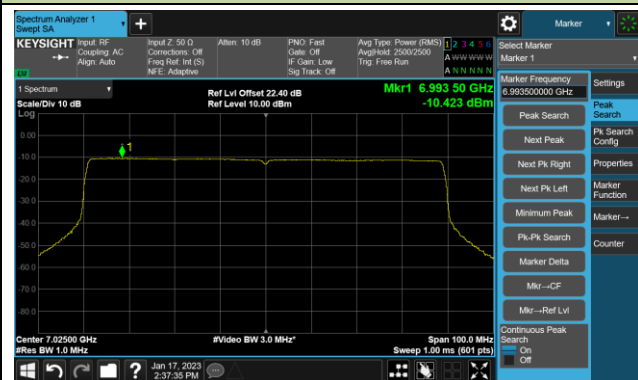 Spectrum Analyzer 1
Swept SA
Marker
KEYSIGHT
Input: RF
Coupling: AC
Align: Auto
Input Z: 50 Ω
Corrections: Off
Freq Ref: Int (S)
NFE: Adaptive
Atten: 10 dB
PNO: Fast
Gate: Off
IF Gain: Low
Sig Track: Off
Avg Type: Power (RMS)
Avg|Hold: 2500/2500
Trig: Free Run
1 2 3 4 5 6
A W W W W W
A N N N N N
Select Marker
Marker 1
1 Spectrum
Scale/Div 10 dB
Log
Ref Lvl Offset 22.40 dB
Ref Level 10.00 dBm
Mkr1 6.993 50 GHz
-10.423 dBm
0.00
-10.0
-20.0
-30.0
-40.0
-50.0
-60.0
-70.0
-80.0
1
Center 7.02500 GHz
#Res BW 1.0 MHz
#Video BW 3.0 MHz*
Span 100.0 MHz
Sweep 1.00 ms (601 pts)
Marker Frequency
6.993500000 GHz
Peak Search
Next Peak
Next Pk Right
Next Pk Left
Minimum Peak
Pk-Pk Search
Marker Delta
Mkr→CF
Mkr→Ref Lvl
Continuous Peak
Search
On
Off
Settings
Peak
Search
Pk Search
Config
Properties
Marker
Function
Marker→
Counter
Jan 17, 2023
2:37:35 PM